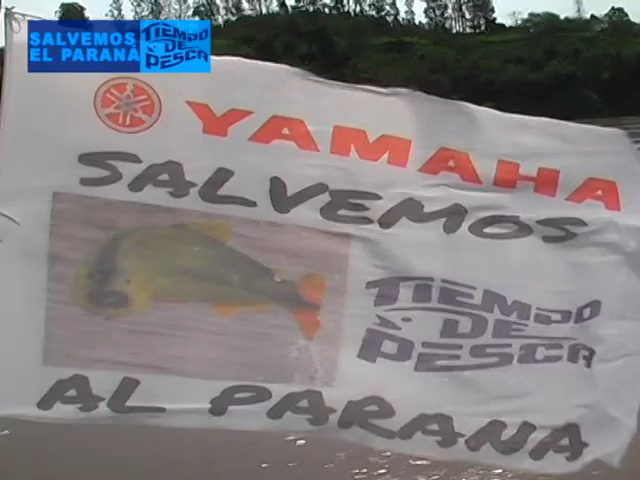 SALVEMOS
EL PARANÁ
TIEMPO
DE
PESCA
YAMAHA
SALVEMOS
TIEMPO
DE
PESCA
AL PARANA